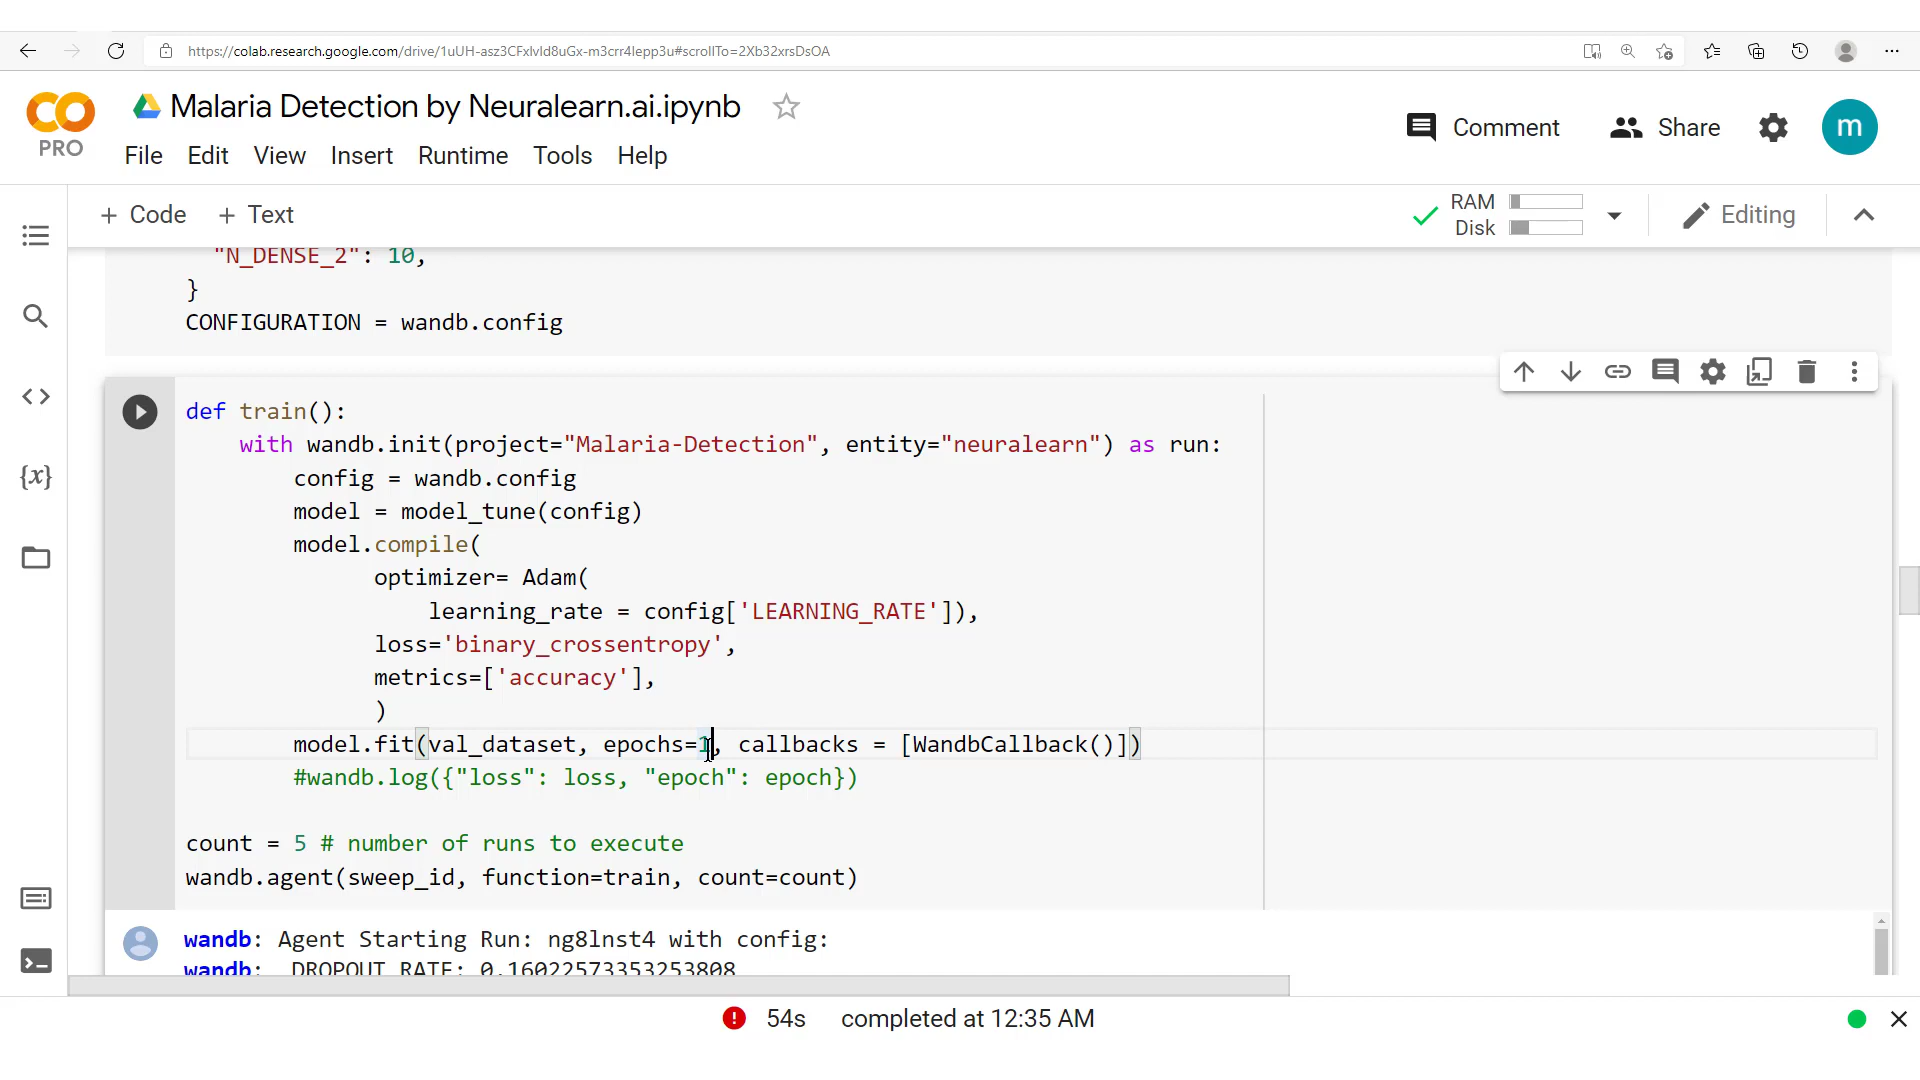 https://colab.research.google.com/drive/1uUH-asz3CFxlvld8uGx-m3crr4lepp3u#scrollTo=2Xb32xrsDsOA
Malaria Detection by Neuralearn.ai.ipynb
PRO
File Edit View Insert Runtime Tools Help
Comment Share m
+ Code + Text
RAM
Disk
Editing
"N_DENSE_2": 10,
}
CONFIGURATION = wandb.config
def train():
with wandb.init(project="Malaria-Detection", entity="neuralearn") as run:
config = wandb.config
model = model_tune(config)
model.compile(
optimizer= Adam(
learning_rate = config['LEARNING_RATE']),
loss='binary_crossentropy',
metrics=['accuracy'],
)
model.fit(val_dataset, epochs=1, callbacks = [WandbCallback()])
#wandb.log({"loss": loss, "epoch": epoch})
count = 5 # number of runs to execute
wandb.agent(sweep_id, function=train, count=count)
wandb: Agent Starting Run: ng8lnst4 with config:
wandb: DROPOUT_RATE: 0.16022573353253808
54s completed at 12:35 AM